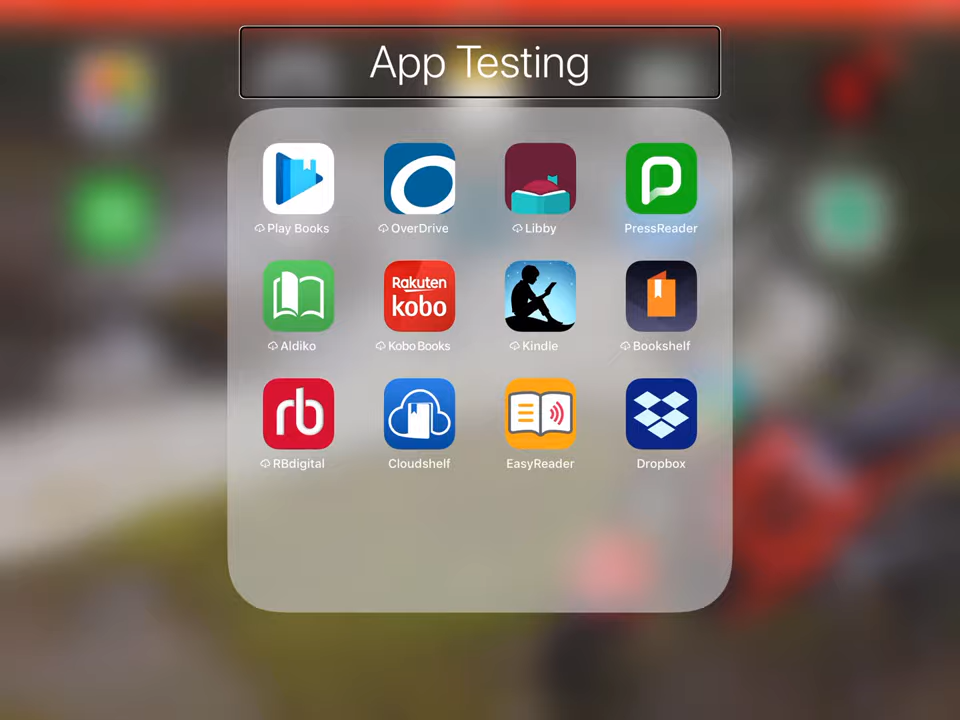 App Testing
Play Books OverDrive Libby PressReader
Rakuten
kobo
Aldiko Kobo Books Kindle Bookshelf
rb
RBdigital Cloudshelf EasyReader Dropbox